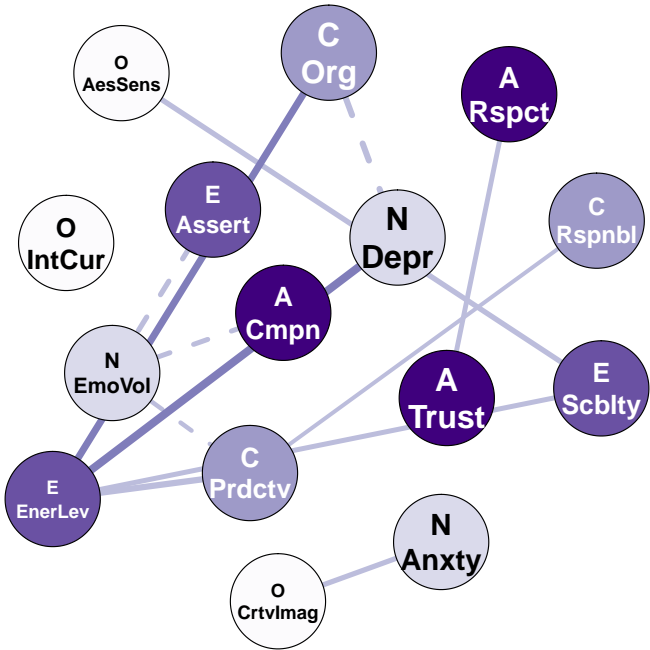 C
Org
O
AesSens
A
Rspct
E
Assert
C
Rspnbl
N
Depr
O
IntCur
A
Cmpn
N
EmoVol
A
Trust
E
Scblty
C
Prdctv
E
EnerLev
N
Anxty
O
CrtvImag